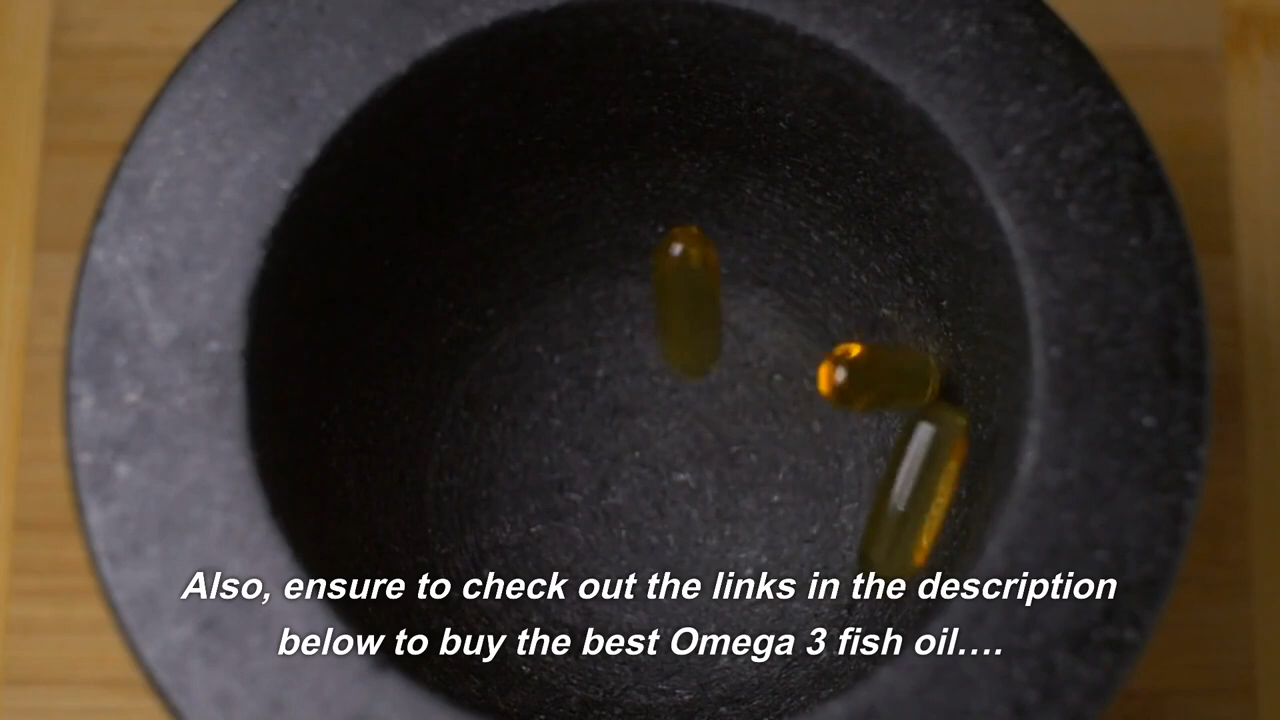 Also, ensure to check out the links in the description
below to buy the best Omega 3 fish oil….